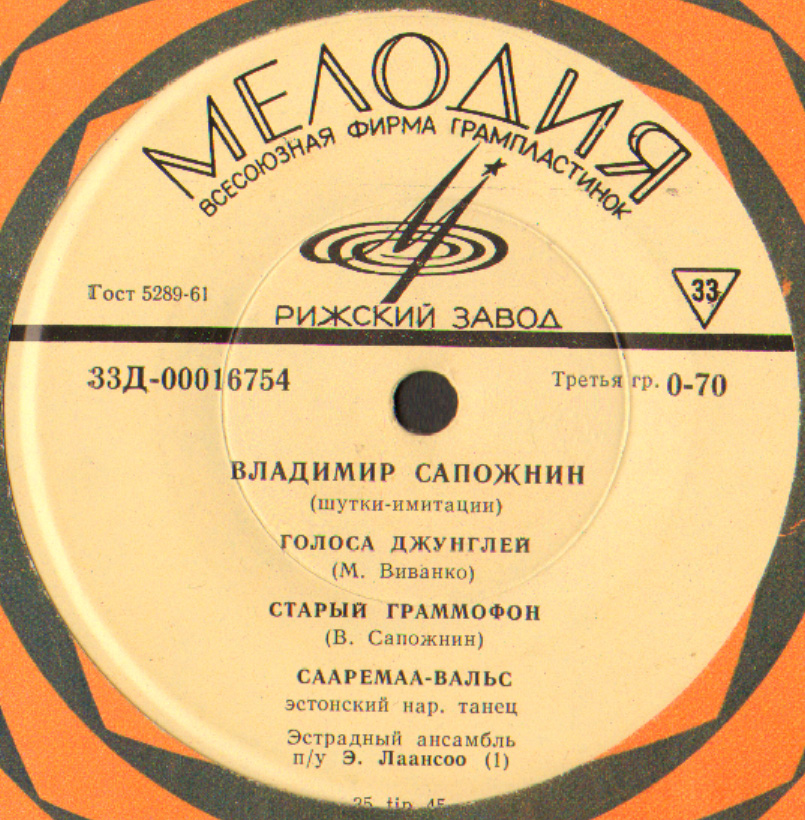 МЕЛОДИЯ
ВСЕСОЮЗНАЯ ФИРМА ГРАМПЛАСТИНОК
Гост 5289-61
33
РИЖСКИЙ ЗАВОД
33Д-00016754
Третья гр. 0-70
ВЛАДИМИР САПОЖНИН
(шутки-имитации)
ГОЛОСА ДЖУНГЛЕЙ
(М. Виванко)
СТАРЫЙ ГРАММОФОН
(В. Сапожнин)
СААРЕМАА-ВАЛЬС
эстонский нар. танец
Эстрадный ансамбль
п/у Э. Лаансоо (1)